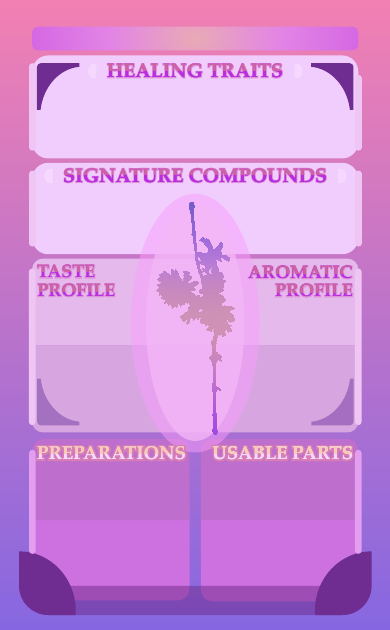 HEALING TRAITS
SIGNATURE COMPOUNDS
TASTE
PROFILE
AROMATIC
PROFILE
PREPARATIONS
USABLE PARTS